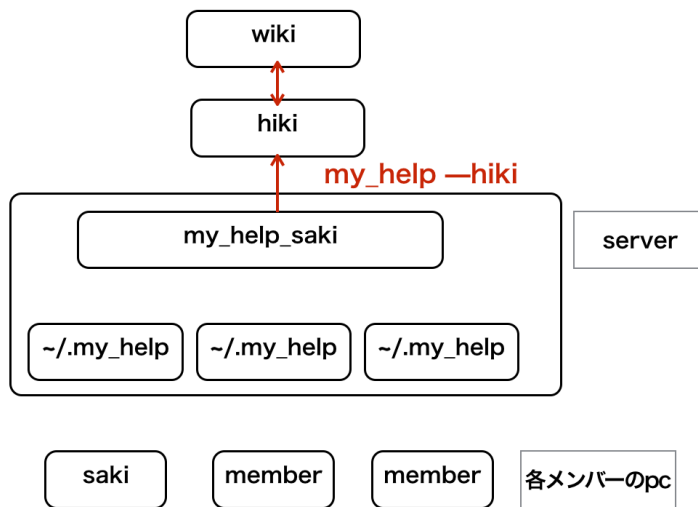 wiki
hiki
my_help —hiki
my_help_saki
server
~/.my_help
~/.my_help
~/.my_help
saki
member
member
各メンバーのpc